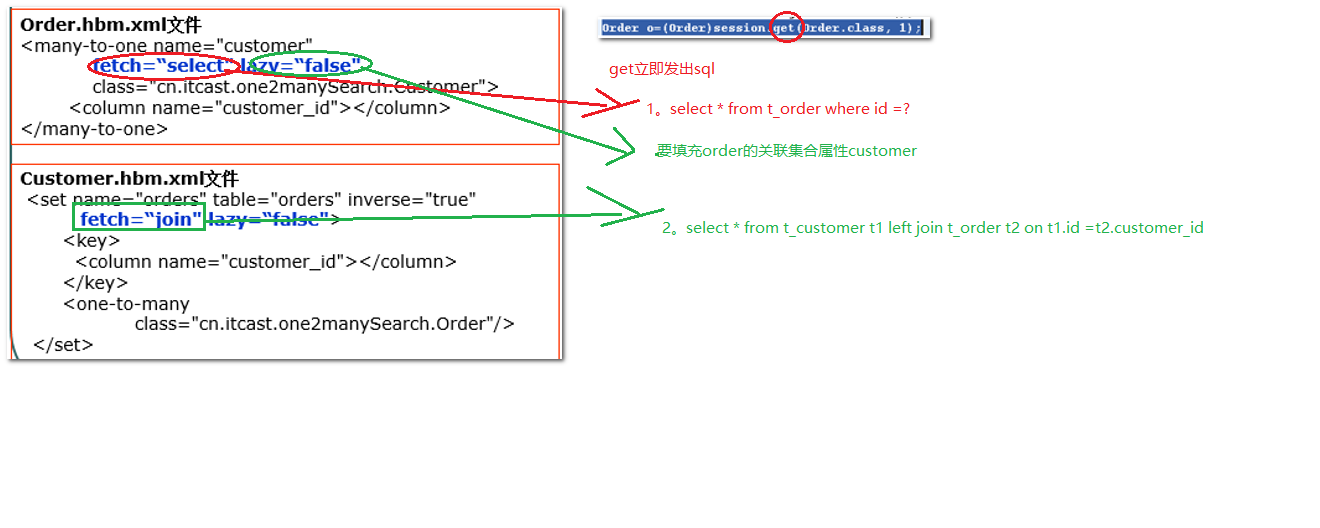 Order.hbm.xml文件
<many-to-one name="customer"
fetch=“select" lazy=“false"
class="cn.itcast.one2manySearch.Customer">
<column name="customer_id"></column>
</many-to-one>
Customer.hbm.xml文件
<set name="orders" table="orders" inverse="true"
fetch=“join" lazy=“false">
<key>
<column name="customer_id"></column>
</key>
<one-to-many
class="cn.itcast.one2manySearch.Order"/>
</set>
Order o=(Order)session.get(Order.class, 1);
get立即发出sql
1。select * from t_order where id =?
要填充order的关联集合属性customer
2。select * from t_customer t1 left join t_order t2 on t1.id =t2.customer_id